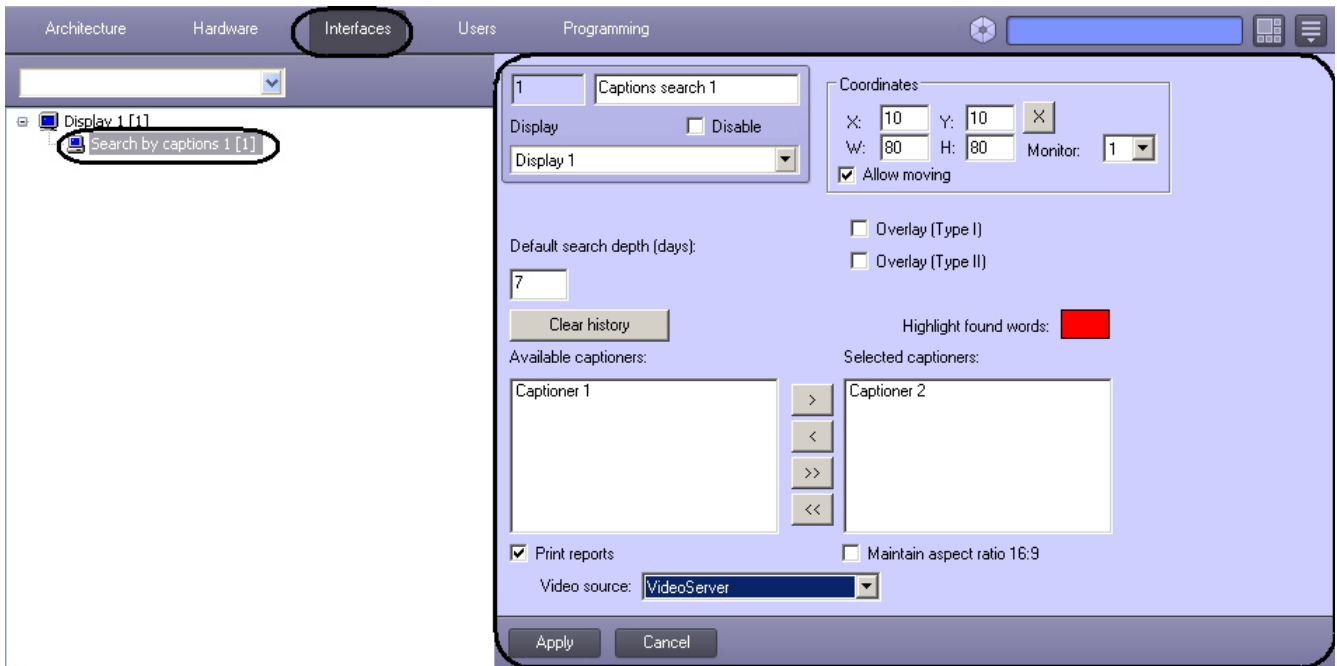 Architecture Hardware Interfaces Users Programming
Display 1 [1]
Search by captions 1 [1]
1 Captions search 1
Display Disable
Display 1
Coordinates
X: 10 Y: 10 X
W: 80 H: 80 Monitor: 1
Allow moving
Overlay (Type I)
Default search depth (days):
Overlay (Type II)
7
Clear history Highlight found words:
Available captioners: Selected captioners:
Captioner 1 > Captioner 2
<
>>
<<
Print reports Maintain aspect ratio 16:9
Video source: VideoServer
Apply Cancel